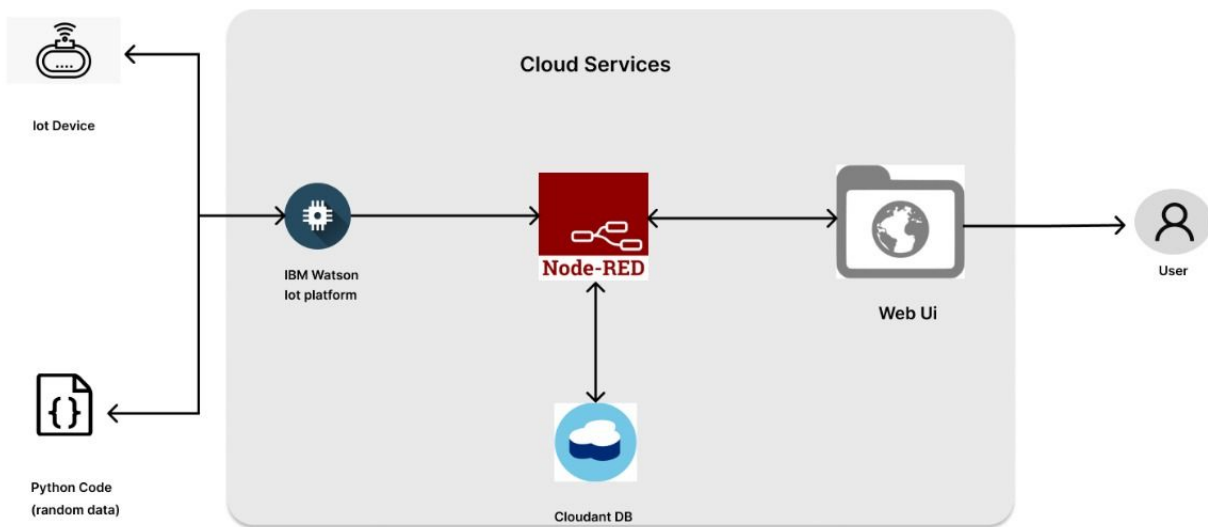 Cloud Services
Iot Device
IBM Watson
Iot platform
Node-RED
Web Ui
User
{}
Python Code
(random data)
Cloudant DB